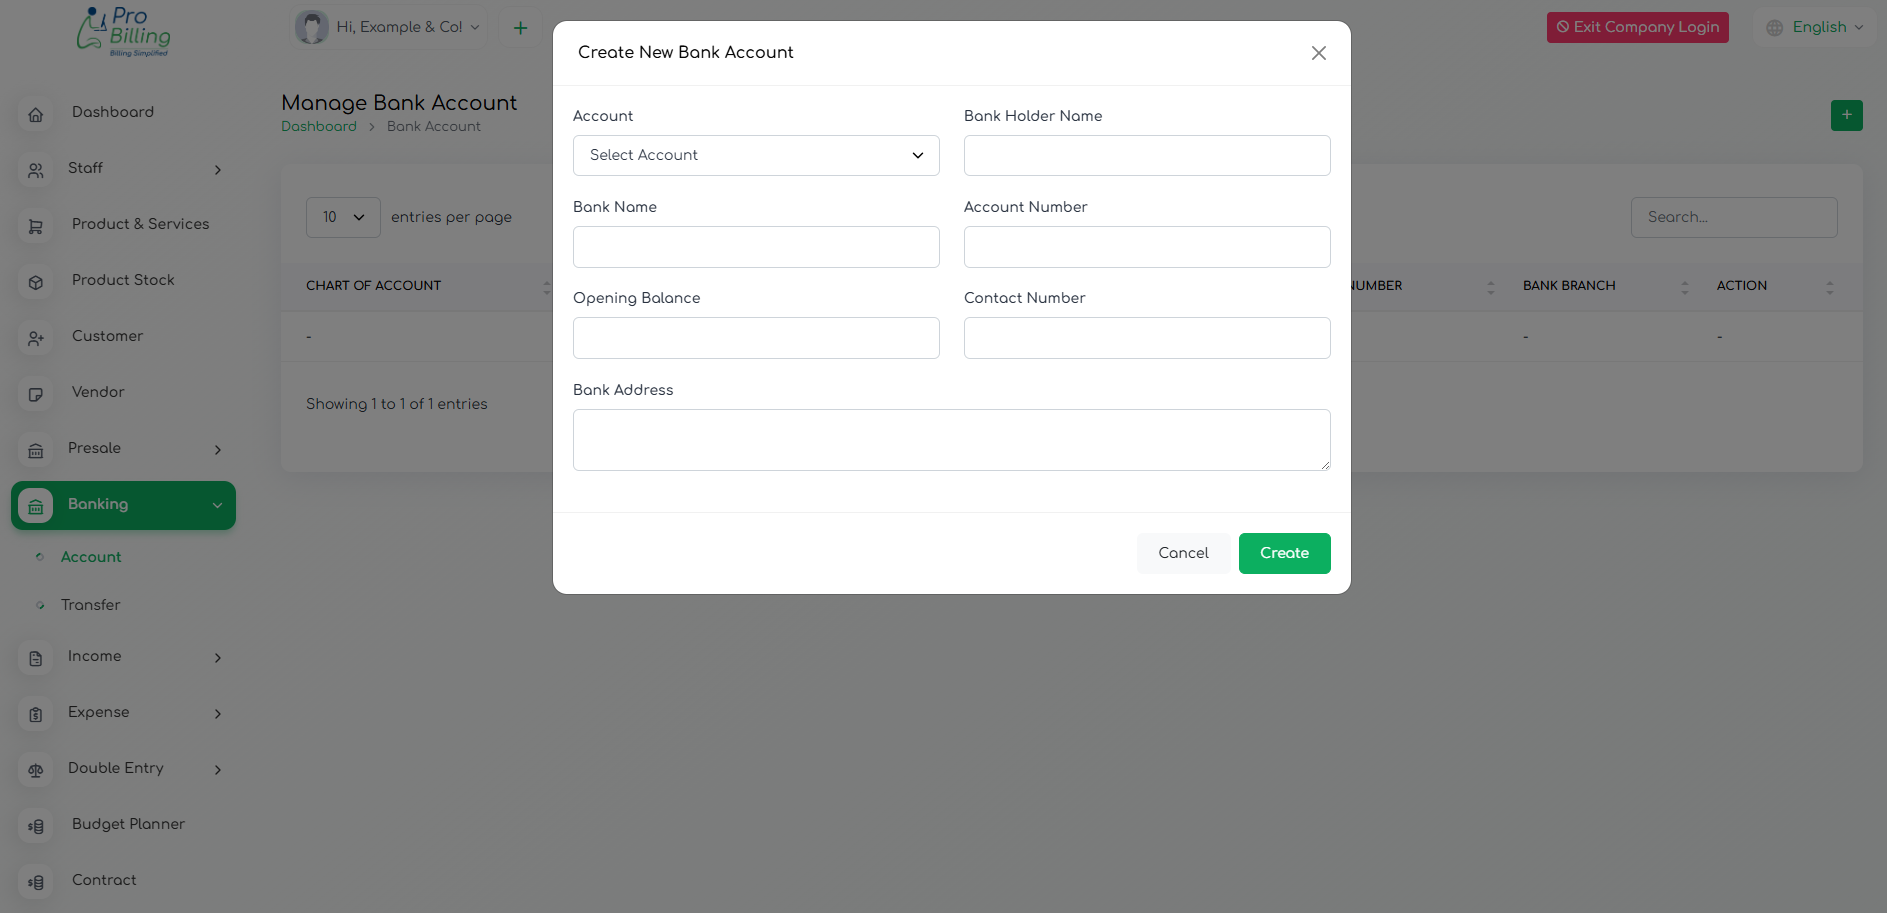 Pro
Billing
Billing Simplified
Hi, Example & Co!
Exit Company Login
English
Dashboard
Staff
Product & Services
Product Stock
Customer
Vendor
Presale
Banking
Account
Transfer
Income
Expense
Double Entry
Budget Planner
Contract
Manage Bank Account
Dashboard > Bank Account
+
10 entries per page
Search...
CHART OF ACCOUNT NUMBER BANK BRANCH ACTION
- - -
Showing 1 to 1 of 1 entries
Create New Bank Account
Account
Select Account
Bank Holder Name
Bank Name
Account Number
Opening Balance
Contact Number
Bank Address
Cancel
Create